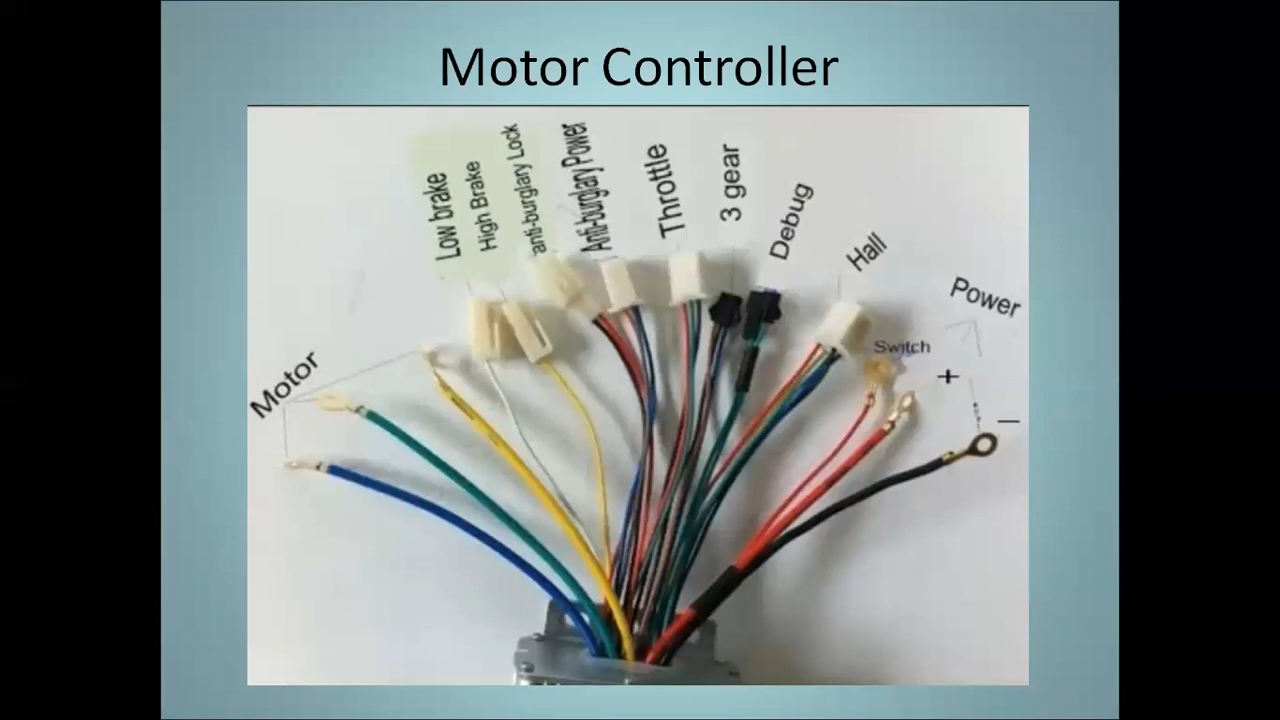 Motor Controller
Low brake
High Brake
anti-burglary Lock
Anti-burglary Power
Throttle
3 gear
Debug
Hall
Power
Switch
+
−
Motor